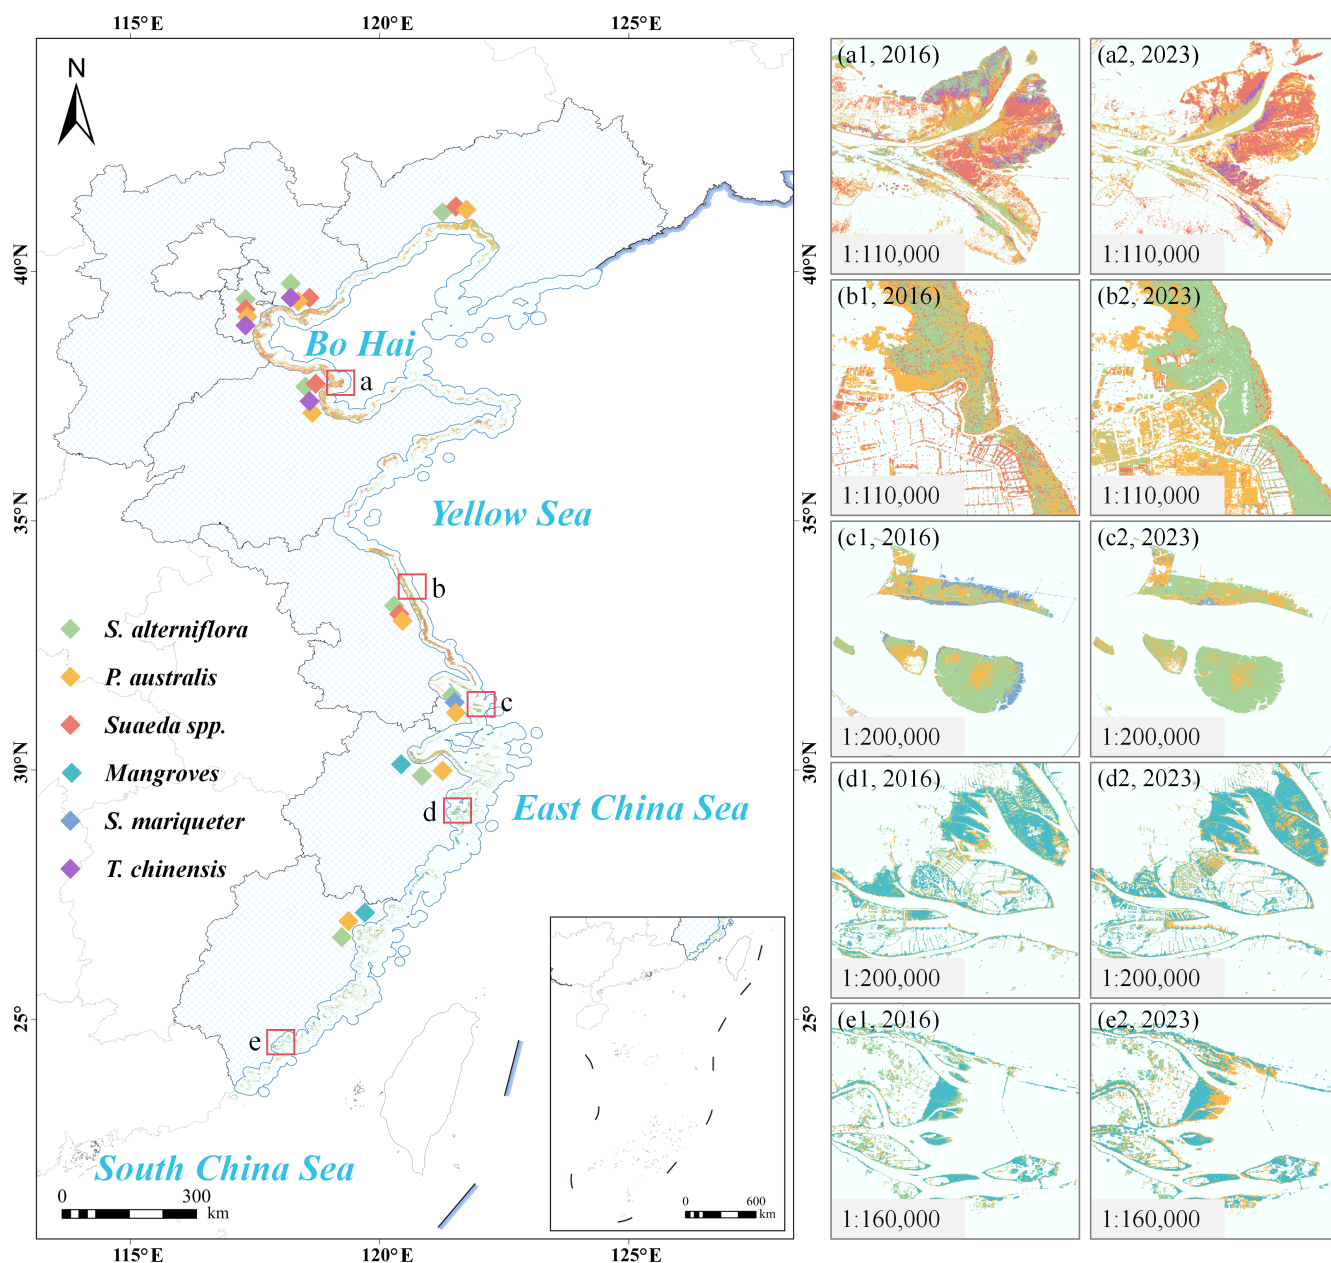 115°E
120°E
125°E
N
40°N
40°N
35°N
35°N
30°N
30°N
25°
25°
Bo Hai
a
Yellow Sea
b
c
East China Sea
d
e
South China Sea
S. alterniflora
P. australis
Suaeda spp.
Mangroves
S. mariqueter
T. chinensis
0 300
km
0 600
km
115°E
120°E
125°E
(a1, 2016)
1:110,000
(a2, 2023)
1:110,000
(b1, 2016)
1:110,000
(b2, 2023)
1:110,000
(c1, 2016)
1:200,000
(c2, 2023)
1:200,000
(d1, 2016)
1:200,000
(d2, 2023)
1:200,000
(e1, 2016)
1:160,000
(e2, 2023)
1:160,000